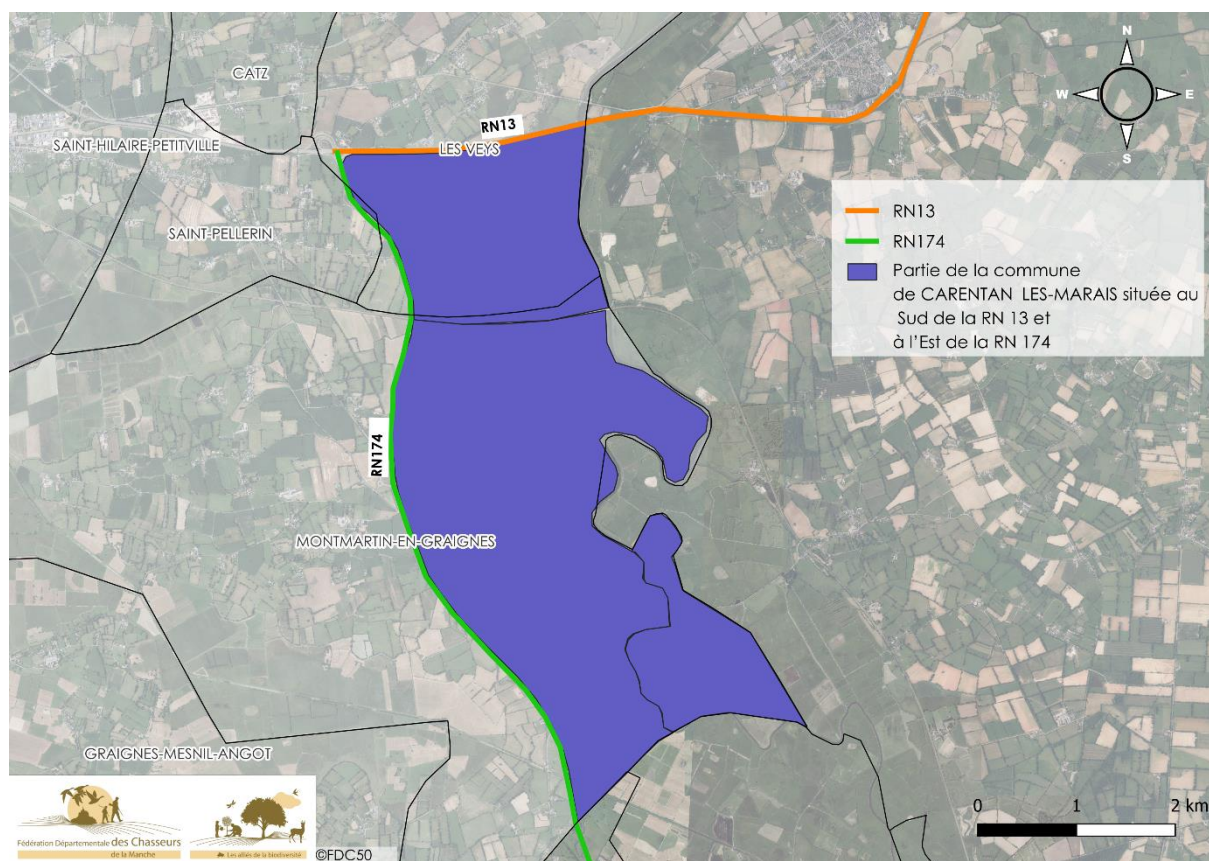 CATZ
N
W E
S
RN13
SAINT-HILAIRE-PETITVILLE
LES VEYS
SAINT-PELLERIN
RN13
RN174
Partie de la commune
de CARENTAN LES-MARAIS située au
Sud de la RN 13 et
à l'Est de la RN 174
RN174
MONTMARTIN-EN-GRAIGNES
GRAIGNES-MESNIL-ANGOT
0 1 2 km
Fédération Départementale des Chasseurs
de la Manche
Les alliés de la biodiversité
©FDC50